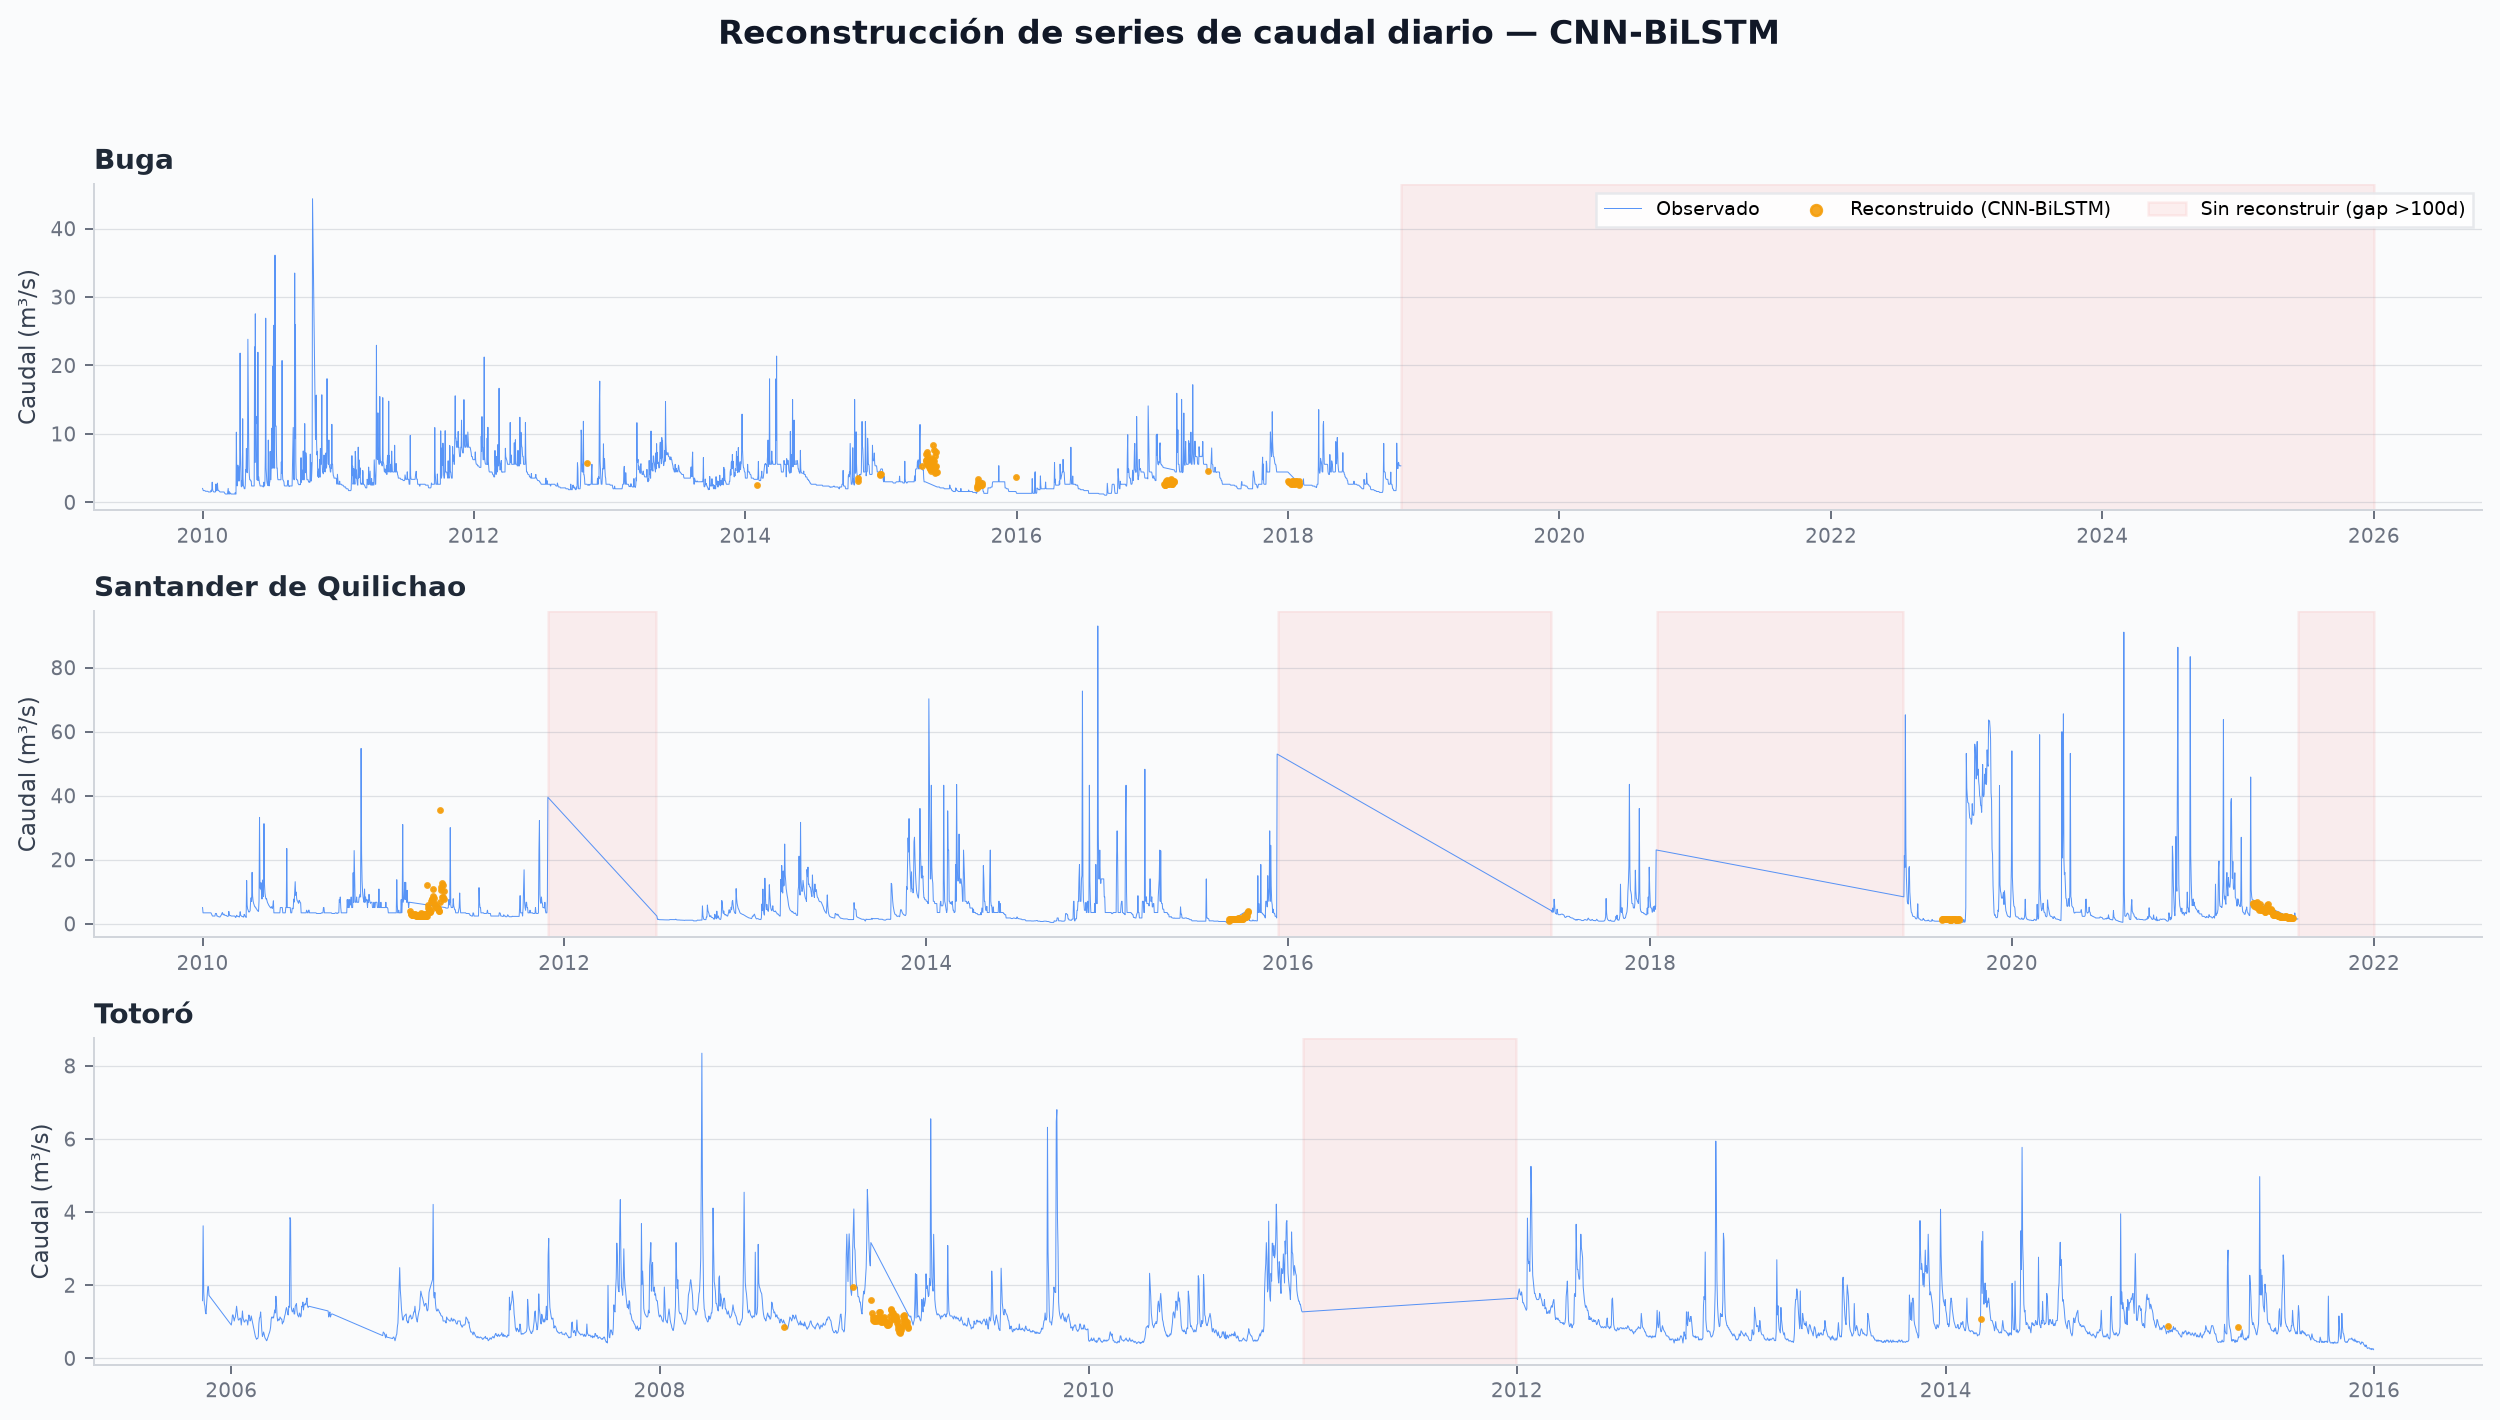 Reconstrucción de series de caudal diario — CNN-BiLSTM
Buga
Observado
Reconstruido (CNN-BiLSTM)
Sin reconstruir (gap >100d)
Caudal (m³/s)
40
30
20
10
0
2010 2012 2014 2016 2018 2020 2022 2024 2026
Santander de Quilichao
Caudal (m³/s)
80
60
40
20
0
2010 2012 2014 2016 2018 2020 2022
Totoró
Caudal (m³/s)
8
6
4
2
0
2006 2008 2010 2012 2014 2016